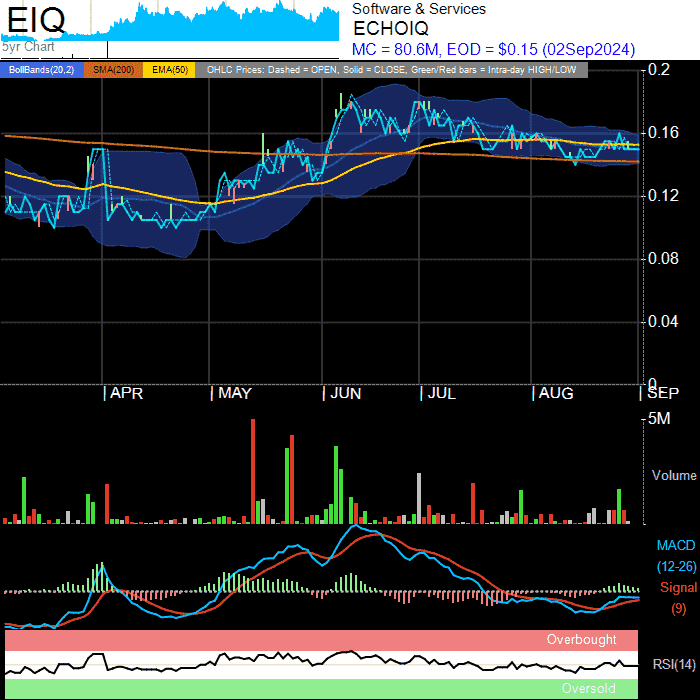 EIQ
5yr Chart
Software & Services
ECHOIQ
MC = 80.6M, EOD = $0.15 (02Sep2024)
BollBands(20,2) SMA(200) EMA(50) OHLC Prices: Dashed = OPEN, Solid = CLOSE, Green/Red bars = Intra-day HIGH/LOW
0.2
0.16
0.12
0.08
0.04
0
APR MAY JUN JUL AUG SEP
5M
Volume
MACD
(12-26)
Signal
(9)
Overbought
RSI(14)
Oversold